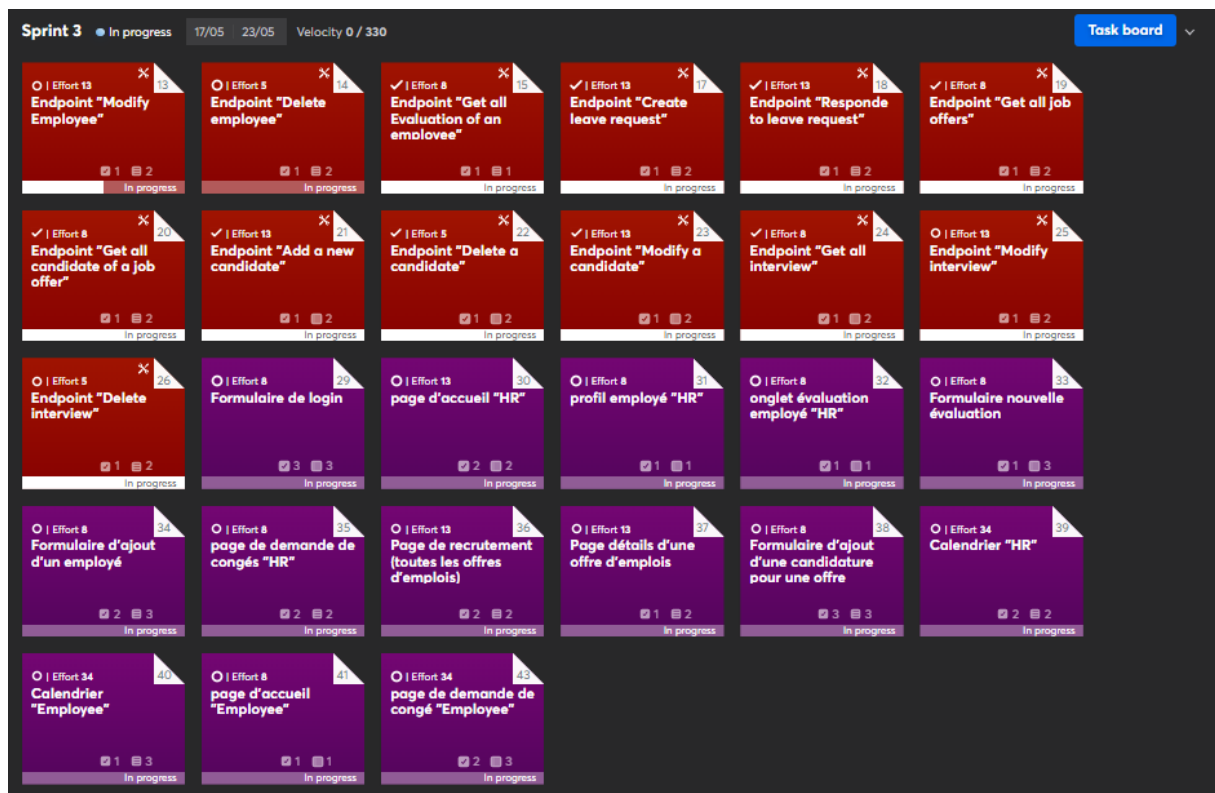 Sprint 3 In progress 17/05 23/05 Velocity 0 / 330 Task board
13
| Effort 13
Endpoint "Modify
Employee"
1 2
In progress
14
| Effort 5
Endpoint "Delete
employee"
1 2
In progress
15
| Effort 8
Endpoint "Get all
Evaluation of an
employee"
1 1
In progress
17
| Effort 13
Endpoint "Create
leave request"
1 2
In progress
18
| Effort 13
Endpoint "Responde
to leave request"
1 2
In progress
19
| Effort 8
Endpoint "Get all job
offers"
1 2
In progress
20
| Effort 8
Endpoint "Get all
candidate of a job
offer"
1 2
In progress
21
| Effort 13
Endpoint "Add a new
candidate"
1 2
In progress
22
| Effort 5
Endpoint "Delete a
candidate"
1 2
In progress
23
| Effort 13
Endpoint "Modify a
candidate"
1 2
In progress
24
| Effort 8
Endpoint "Get all
interview"
1 2
In progress
25
| Effort 13
Endpoint "Modify
interview"
1 2
In progress
26
| Effort 5
Endpoint "Delete
interview"
1 2
In progress
29
| Effort 8
Formulaire de login
3 3
In progress
30
| Effort 13
page d'accueil "HR"
2 2
In progress
31
| Effort 8
profil employé "HR"
1 1
In progress
32
| Effort 8
onglet évaluation
employé "HR"
1 1
In progress
33
| Effort 8
Formulaire nouvelle
évaluation
1 3
In progress
34
| Effort 8
Formulaire d'ajout
d'un employé
2 3
In progress
35
| Effort 8
page de demande de
congés "HR"
2 2
In progress
36
| Effort 13
Page de recrutement
(toutes les offres
d'emplois)
2 2
In progress
37
| Effort 13
Page détails d'une
offre d'emplois
1 2
In progress
38
| Effort 8
Formulaire d'ajout
d'une candidature
pour une offre
3 3
In progress
39
| Effort 34
Calendrier "HR"
2 2
In progress
40
| Effort 34
Calendrier
"Employee"
1 3
In progress
41
| Effort 8
page d'accueil
"Employee"
1 1
In progress
43
| Effort 34
page de demande de
congé "Employee"
2 3
In progress